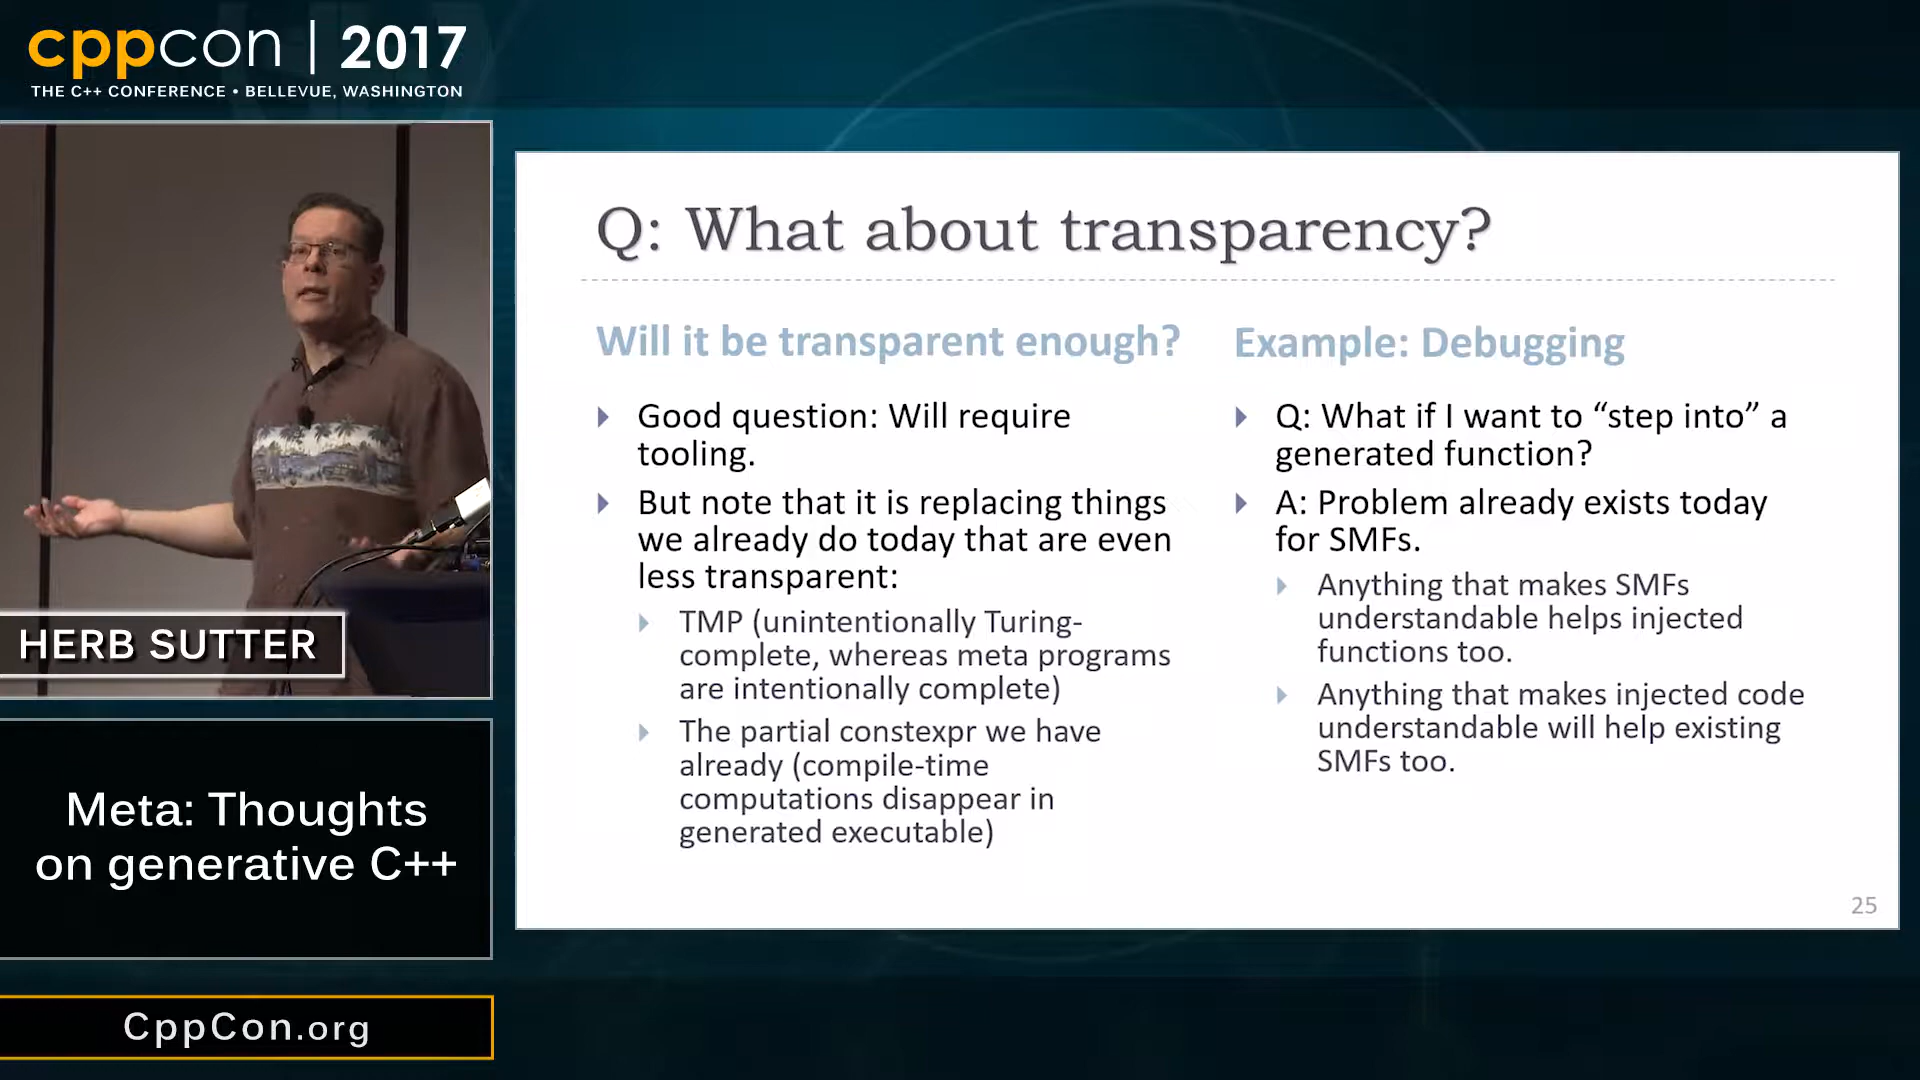 cppcon | 2017
THE C++ CONFERENCE • BELLEVUE, WASHINGTON
HERB SUTTER
Meta: Thoughts
on generative C++
CppCon.org
Q: What about transparency?
Will it be transparent enough?
Good question: Will require
tooling.
But note that it is replacing things
we already do today that are even
less transparent:
TMP (unintentionally Turing-
complete, whereas meta programs
are intentionally complete)
The partial constexpr we have
already (compile-time
computations disappear in
generated executable)
Example: Debugging
Q: What if I want to “step into” a
generated function?
A: Problem already exists today
for SMFs.
Anything that makes SMFs
understandable helps injected
functions too.
Anything that makes injected code
understandable will help existing
SMFs too.
25